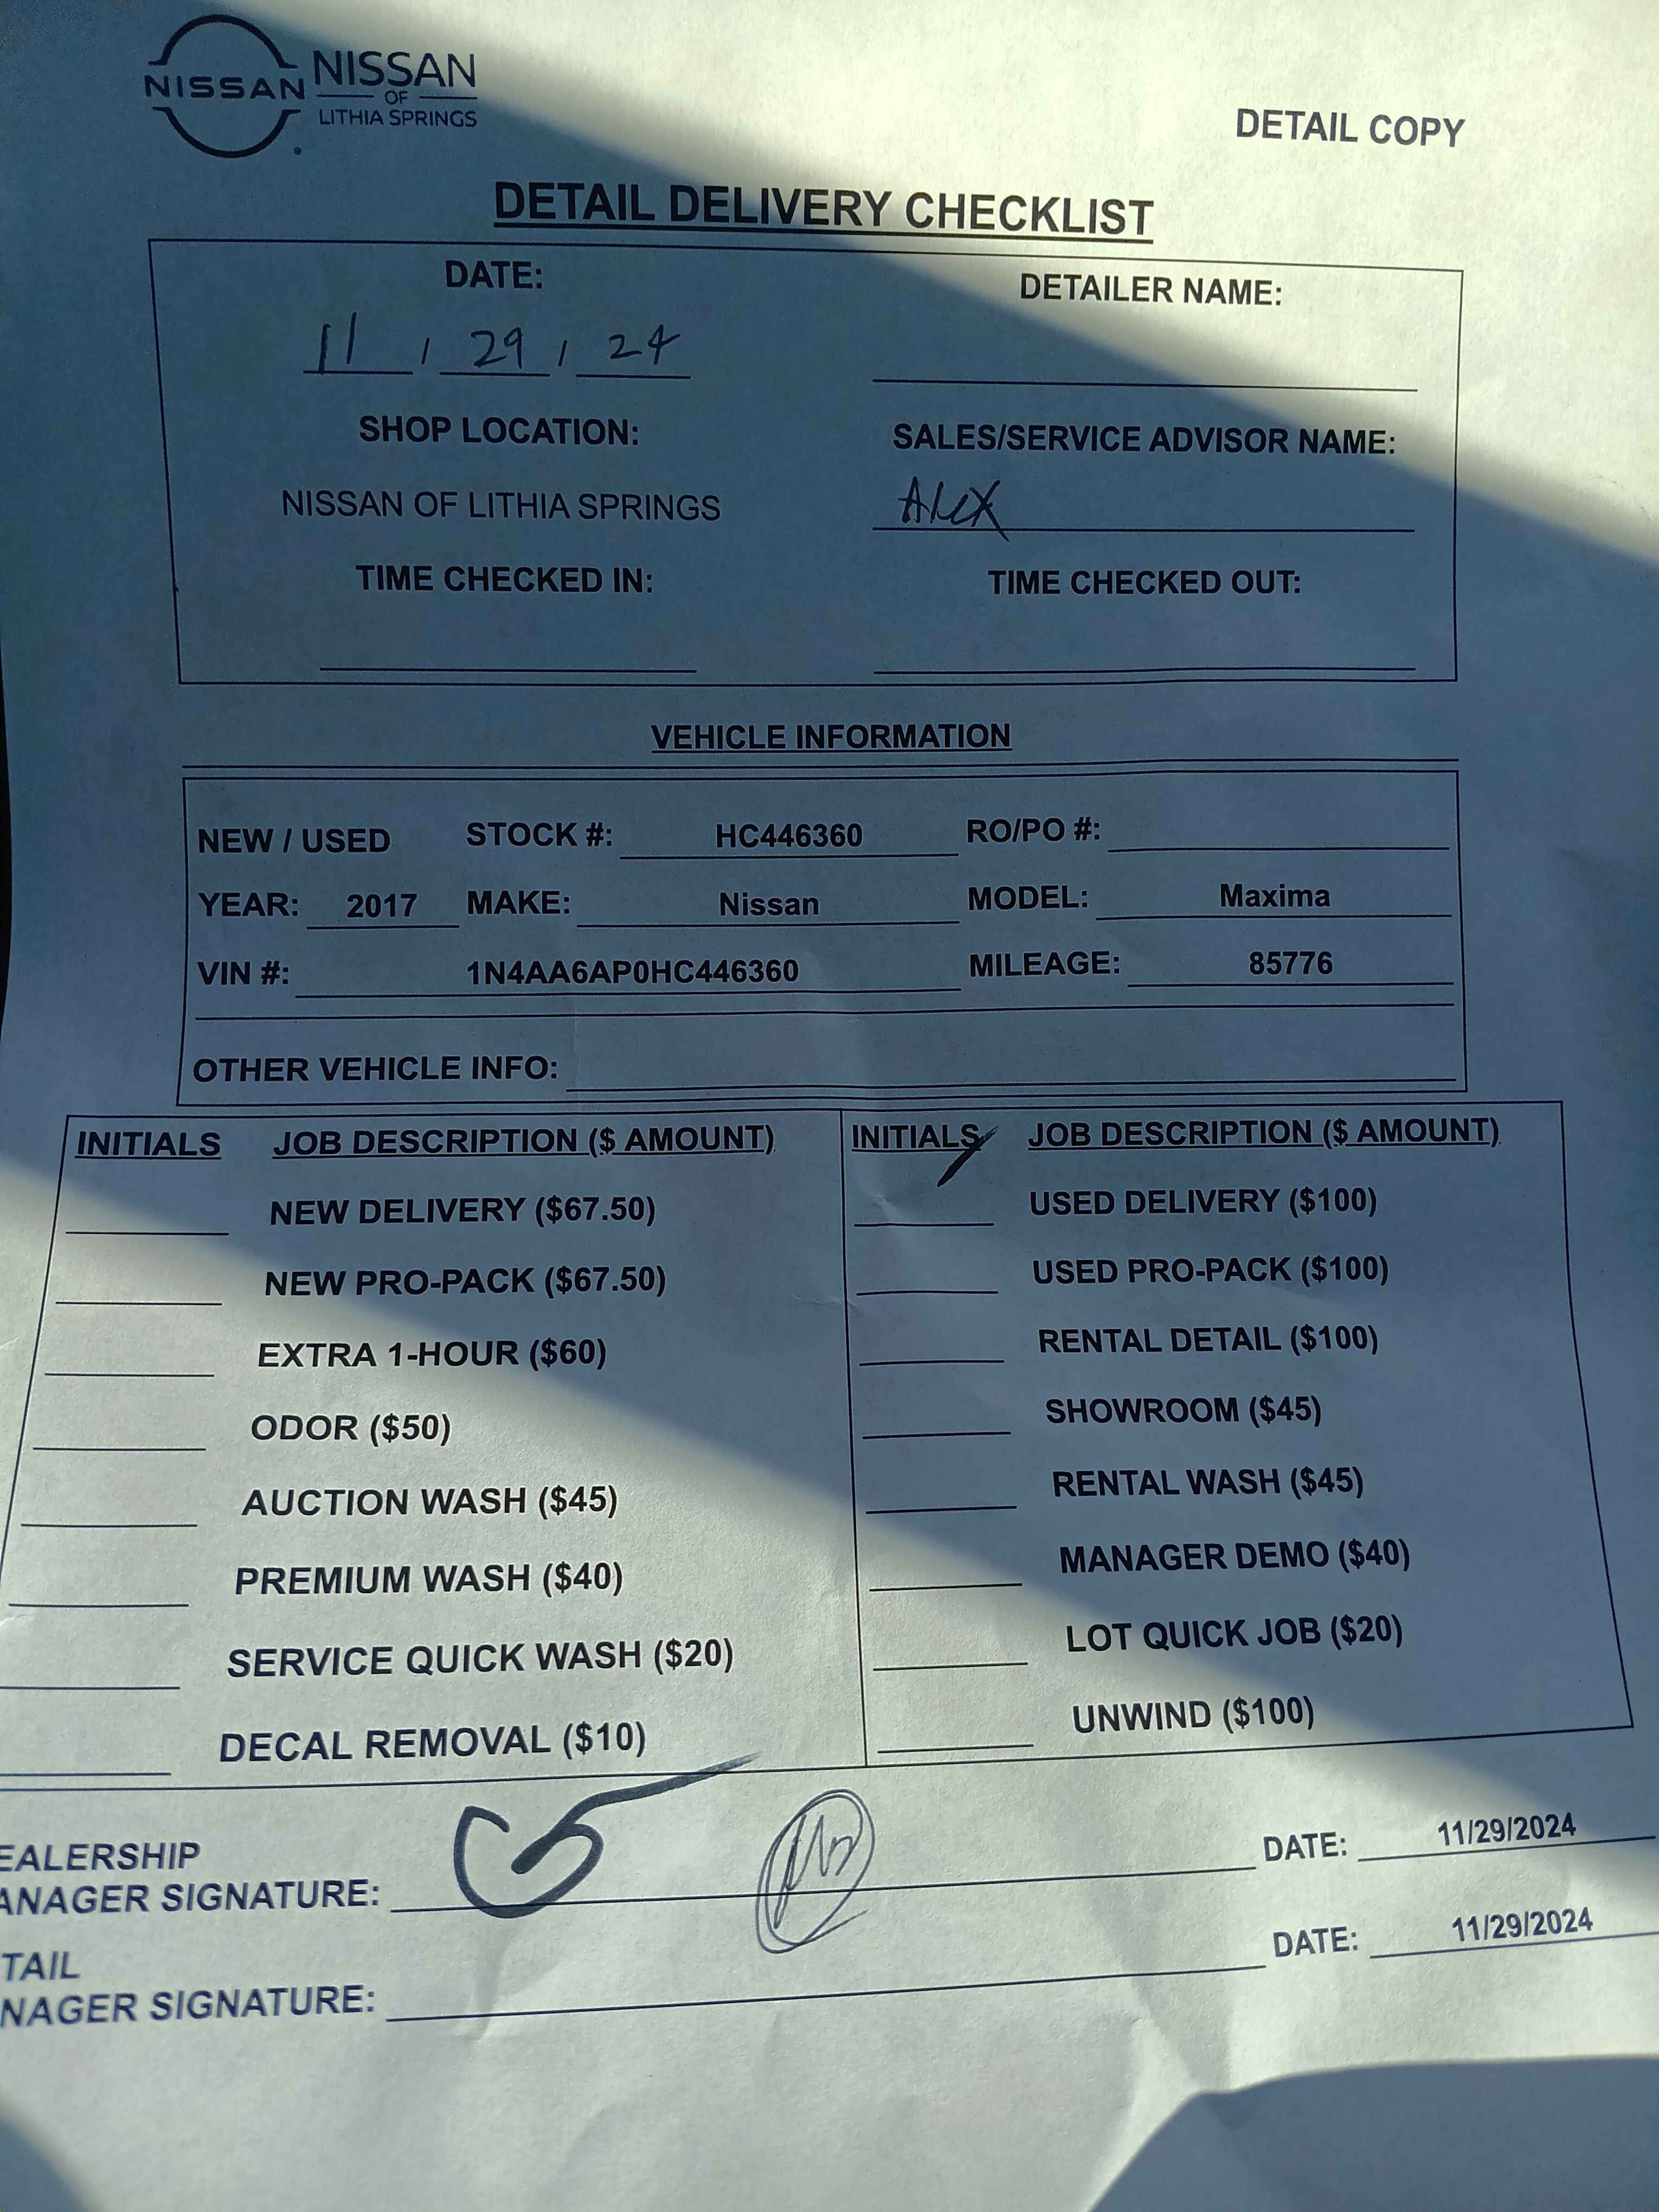 NISSAN NISSAN
OF
LITHIA SPRINGS
DETAIL COPY
DETAIL DELIVERY CHECKLIST
DATE: DETAILER NAME:
11 / 29 / 24
SHOP LOCATION: SALES/SERVICE ADVISOR NAME:
NISSAN OF LITHIA SPRINGS Alex
TIME CHECKED IN: TIME CHECKED OUT:
VEHICLE INFORMATION
NEW / USED STOCK #: HC446360 RO/PO #:
YEAR: 2017 MAKE: Nissan MODEL: Maxima
VIN #: 1N4AA6AP0HC446360 MILEAGE: 85776
OTHER VEHICLE INFO:
INITIALS JOB DESCRIPTION ($ AMOUNT) INITIALS JOB DESCRIPTION ($ AMOUNT)
NEW DELIVERY ($67.50) USED DELIVERY ($100)
NEW PRO-PACK ($67.50) USED PRO-PACK ($100)
EXTRA 1-HOUR ($60) RENTAL DETAIL ($100)
ODOR ($50) SHOWROOM ($45)
AUCTION WASH ($45) RENTAL WASH ($45)
PREMIUM WASH ($40) MANAGER DEMO ($40)
SERVICE QUICK WASH ($20) LOT QUICK JOB ($20)
DECAL REMOVAL ($10) UNWIND ($100)
EALERSHIP
ANAGER SIGNATURE: DATE: 11/29/2024
TAIL
NAGER SIGNATURE: DATE: 11/29/2024